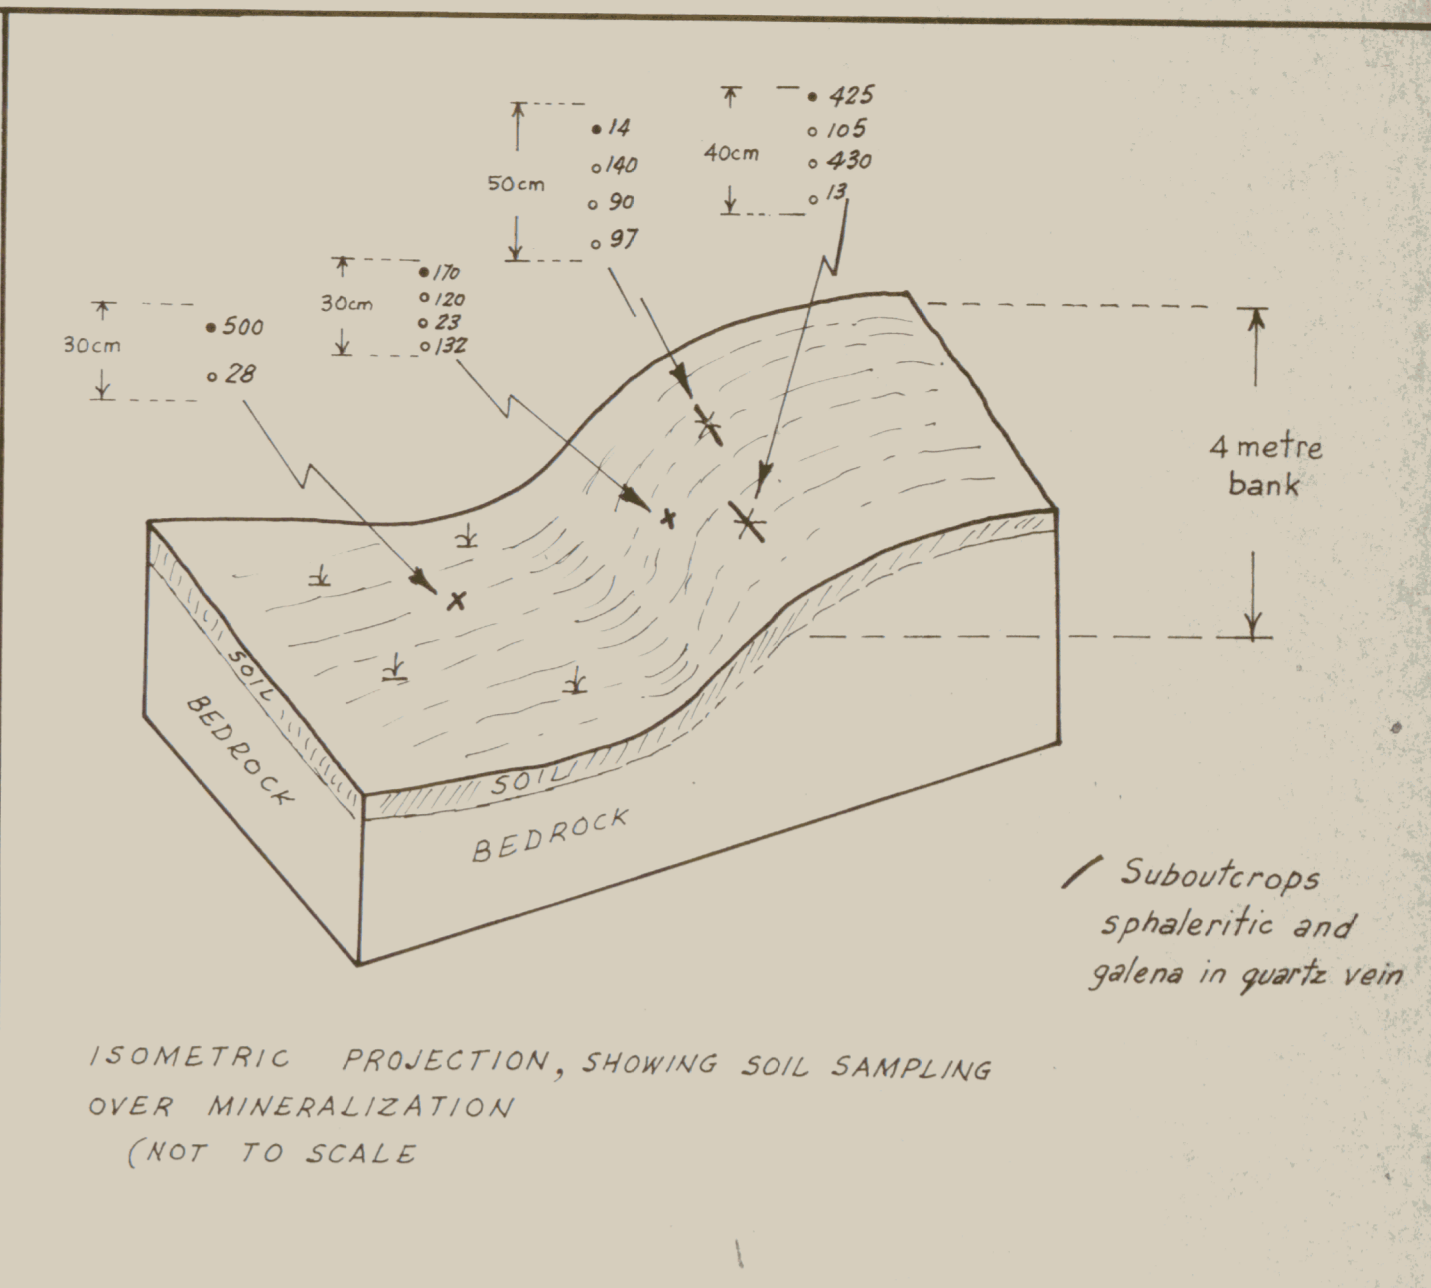 40cm
425
105
430
13
50cm
14
140
90
97
30cm
170
120
23
132
30cm
500
28
4 metre
bank
SOIL
BEDROCK
SOIL
BEDROCK
Suboutcrops
sphaleritic and
galena in quartz vein
ISOMETRIC PROJECTION, SHOWING SOIL SAMPLING
OVER MINERALIZATION
(NOT TO SCALE